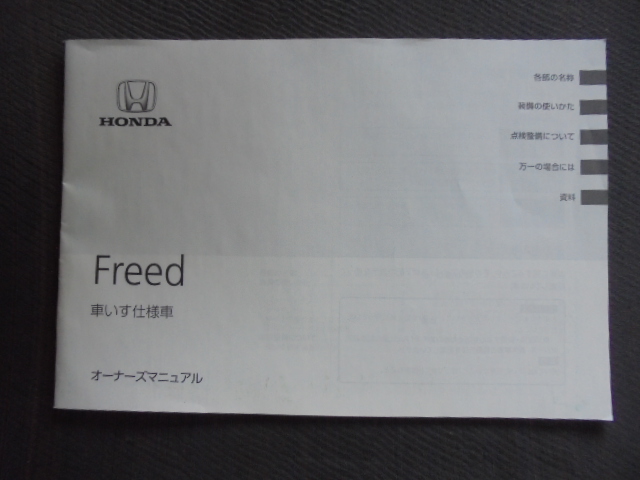 HONDA
各部の名称
装備の使いかた
点検整備について
万一の場合には
資料
Freed
車いす仕様車
オーナーズマニュアル